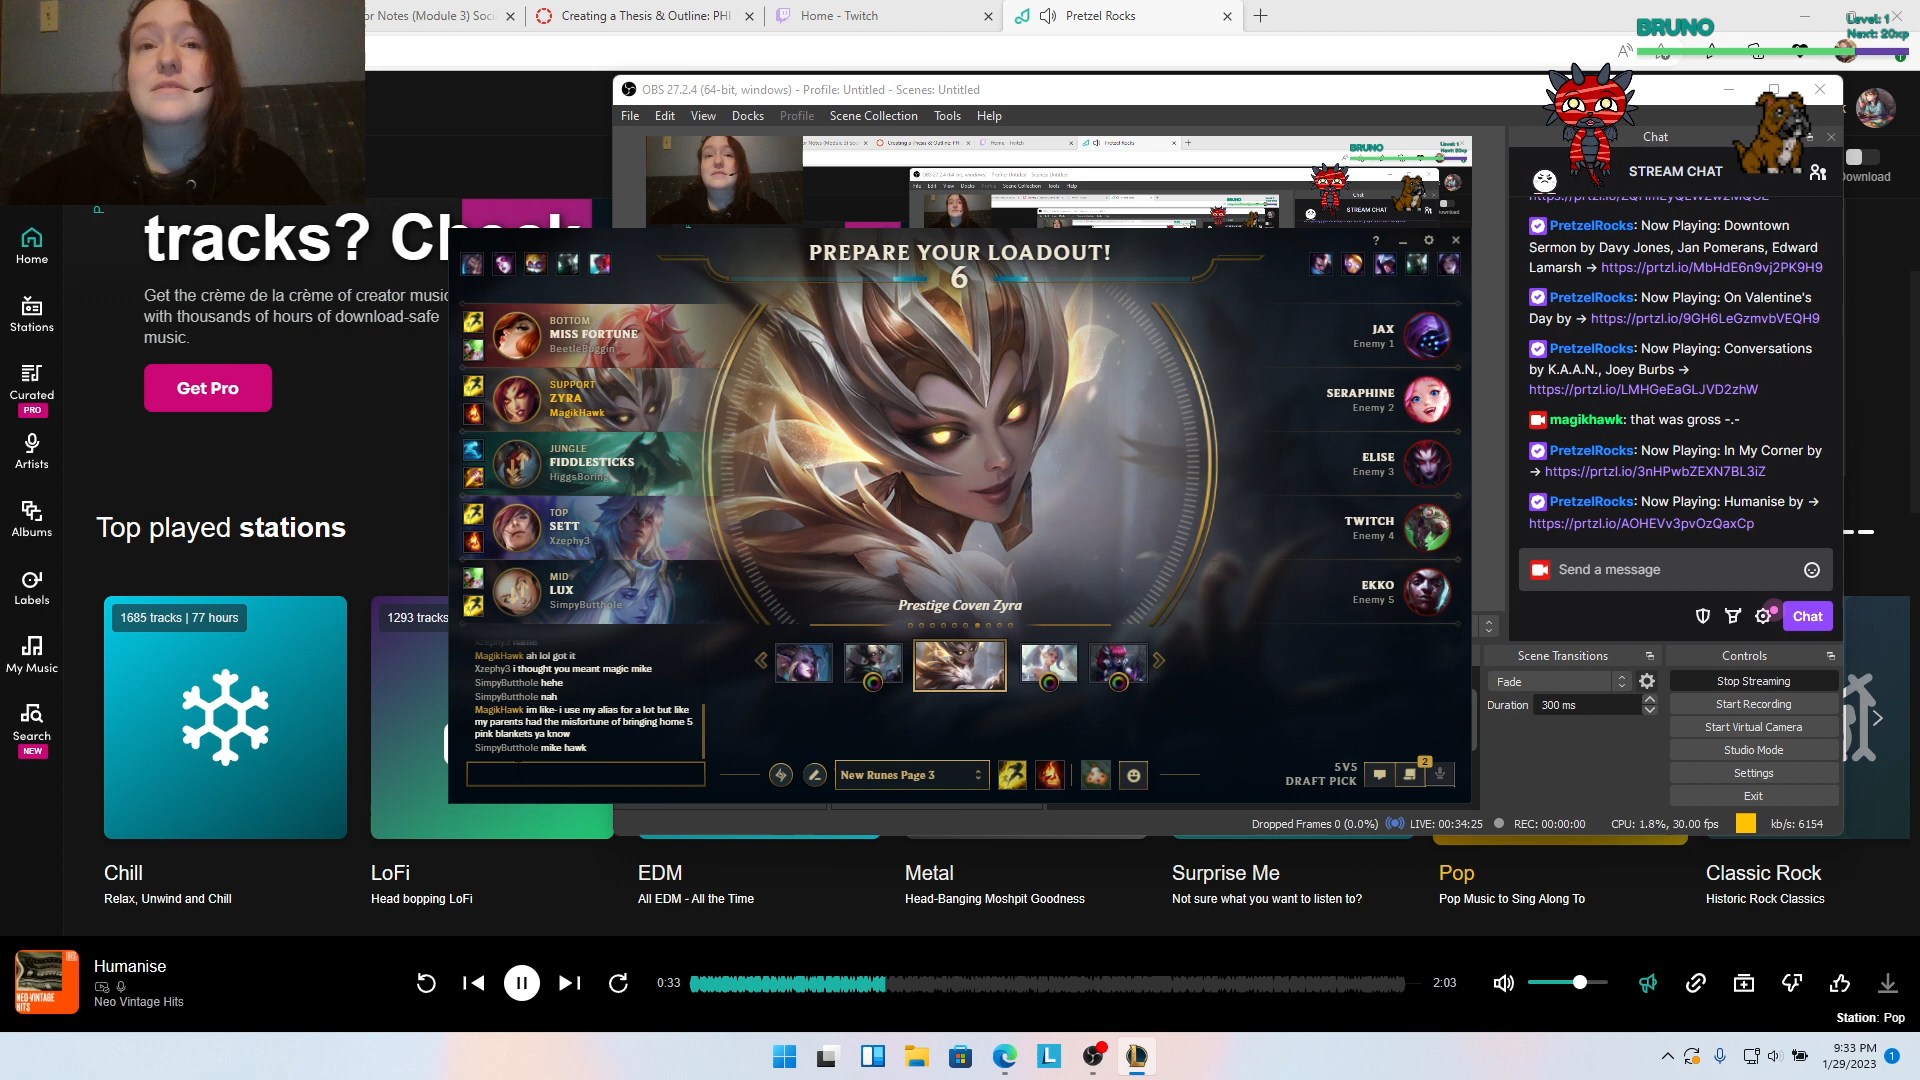 or Notes (Module 3) Soci
Creating a Thesis & Outline: PHI
Home - Twitch
Pretzel Rocks
BRUNO
Level: 1
Next: 20xp
OBS 27.2.4 (64-bit, windows) - Profile: Untitled - Scenes: Untitled
File Edit View Docks Profile Scene Collection Tools Help
Chat
STREAM CHAT
Download
Home
Stations
Curated
PRO
Artists
Albums
Labels
My Music
Search
NEW
tracks? Check
Get the crème de la crème of creator music
with thousands of hours of download-safe
music.
Get Pro
Top played stations
1685 tracks | 77 hours
1293 tracks
PREPARE YOUR LOADOUT!
6
BOTTOM
MISS FORTUNE
BeetleBuggin
SUPPORT
ZYRA
MagikHawk
JUNGLE
FIDDLESTICKS
HiggsBoring
TOP
SETT
Xzephy3
MID
LUX
SimpyButthole
JAX
Enemy 1
SERAPHINE
Enemy 2
ELISE
Enemy 3
TWITCH
Enemy 4
EKKO
Enemy 5
Prestige Coven Zyra
Xzephy3 name
MagikHawk ah lol got it
Xzephy3 i thought you meant magic mike
SimpyButthole hehe
SimpyButthole nah
MagikHawk im like- i use my alias for a lot but like
my parents had the misfortune of bringing home 5
pink blankets ya know
SimpyButthole mike hawk
New Runes Page 3
5V5
DRAFT PICK
2
PretzelRocks: Now Playing: Downtown
Sermon by Davy Jones, Jan Pomerans, Edward
Lamarsh → https://prtzl.io/MbHdE6n9vj2PK9H9
PretzelRocks: Now Playing: On Valentine's
Day by → https://prtzl.io/9GH6LeGzmvbVEQH9
PretzelRocks: Now Playing: Conversations
by K.A.A.N., Joey Burbs →
https://prtzl.io/LMHGeEaGLJVD2zhW
magikhawk: that was gross -.-
PretzelRocks: Now Playing: In My Corner by
→ https://prtzl.io/3nHPwbZEXN7BL3iZ
PretzelRocks: Now Playing: Humanise by →
https://prtzl.io/AOHEVv3pvOzQaxCp
Send a message
Chat
Scene Transitions
Controls
Fade
Duration 300 ms
Stop Streaming
Start Recording
Start Virtual Camera
Studio Mode
Settings
Exit
Dropped Frames 0 (0.0%) LIVE: 00:34:25 REC: 00:00:00 CPU: 1.8%, 30.00 fps kb/s: 6154
Chill
Relax, Unwind and Chill
LoFi
Head bopping LoFi
EDM
All EDM - All the Time
Metal
Head-Banging Moshpit Goodness
Surprise Me
Not sure what you want to listen to?
Pop
Pop Music to Sing Along To
Classic Rock
Historic Rock Classics
NEO-VINTAGE
HITS
Humanise
Neo Vintage Hits
0:33
2:03
Station: Pop
9:33 PM
1/29/2023
1